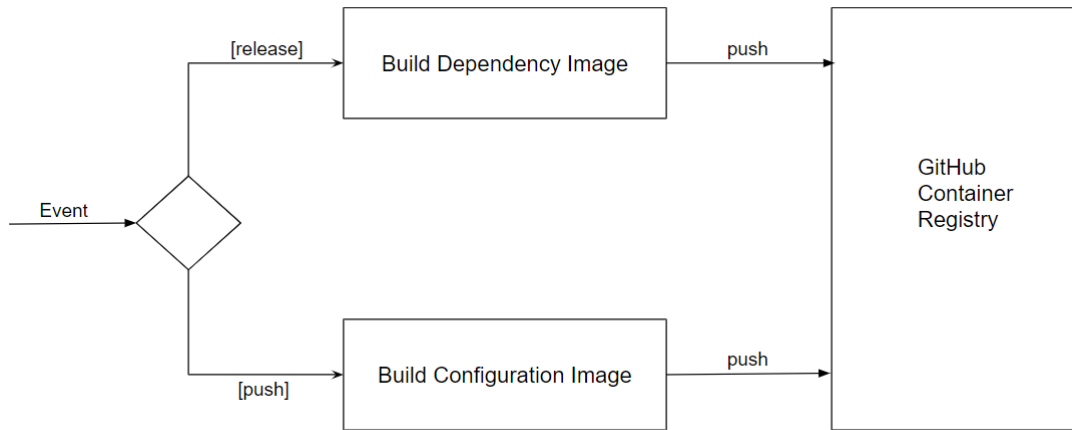 [release]
Build Dependency Image
push
GitHub
Container
Registry
Event
[push]
Build Configuration Image
push